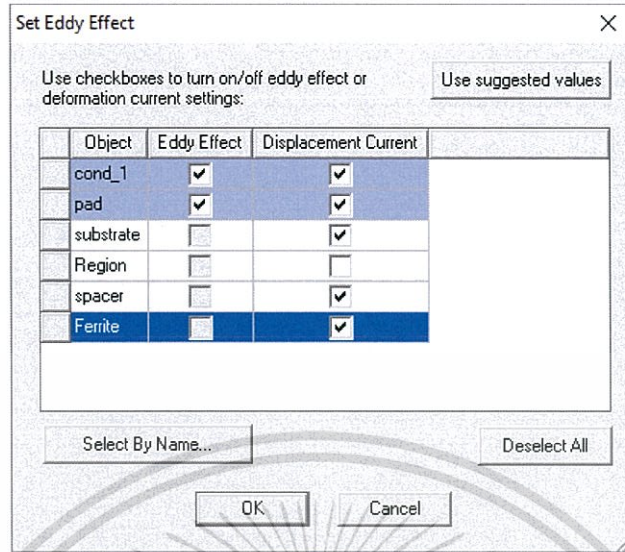 Set Eddy Effect
Use checkboxes to turn on/off eddy effect or
deformation current settings:
Use suggested values
Object Eddy Effect Displacement Current
cond_1
pad
substrate
Region
spacer
Ferrite
Select By Name...
Deselect All
OK Cancel